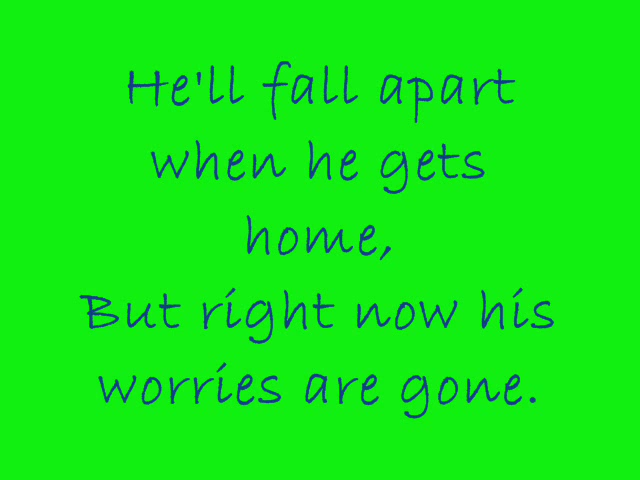 He'll fall apart
when he gets
home,
But right now his
worries are gone.